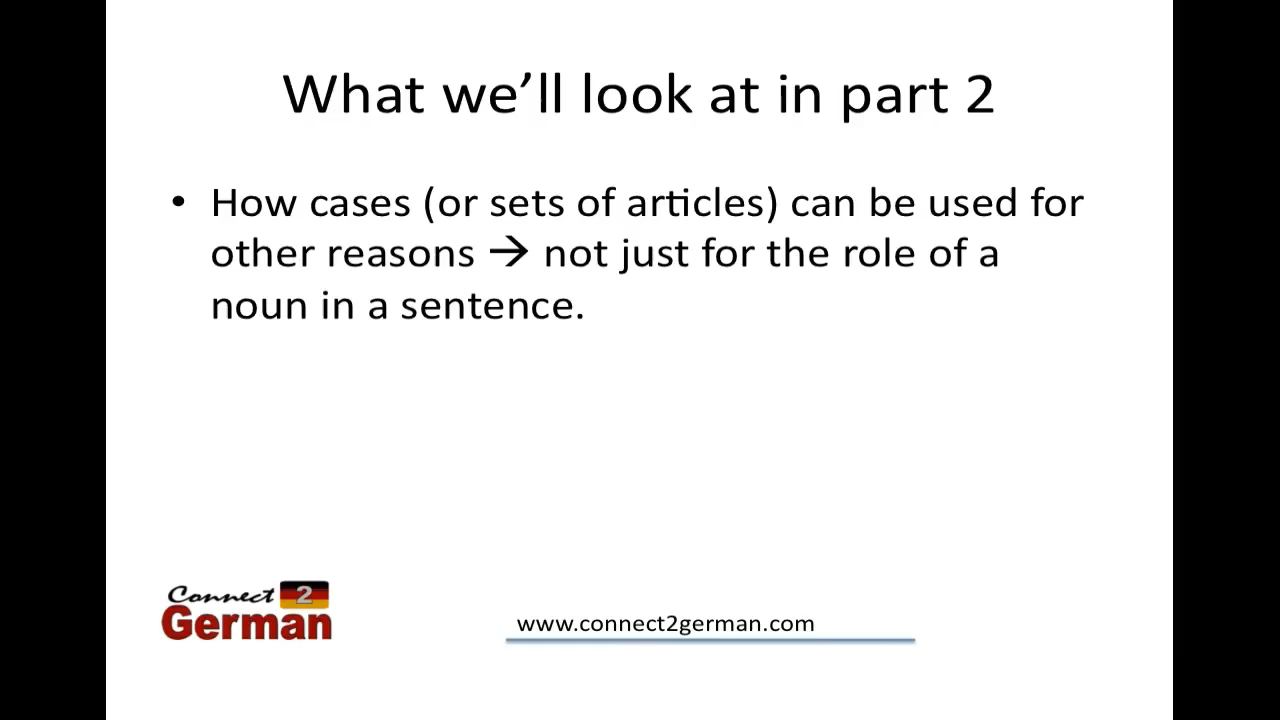 What we’ll look at in part 2
• How cases (or sets of articles) can be used for
other reasons → not just for the role of a
noun in a sentence.
Connect 2
German
www.connect2german.com